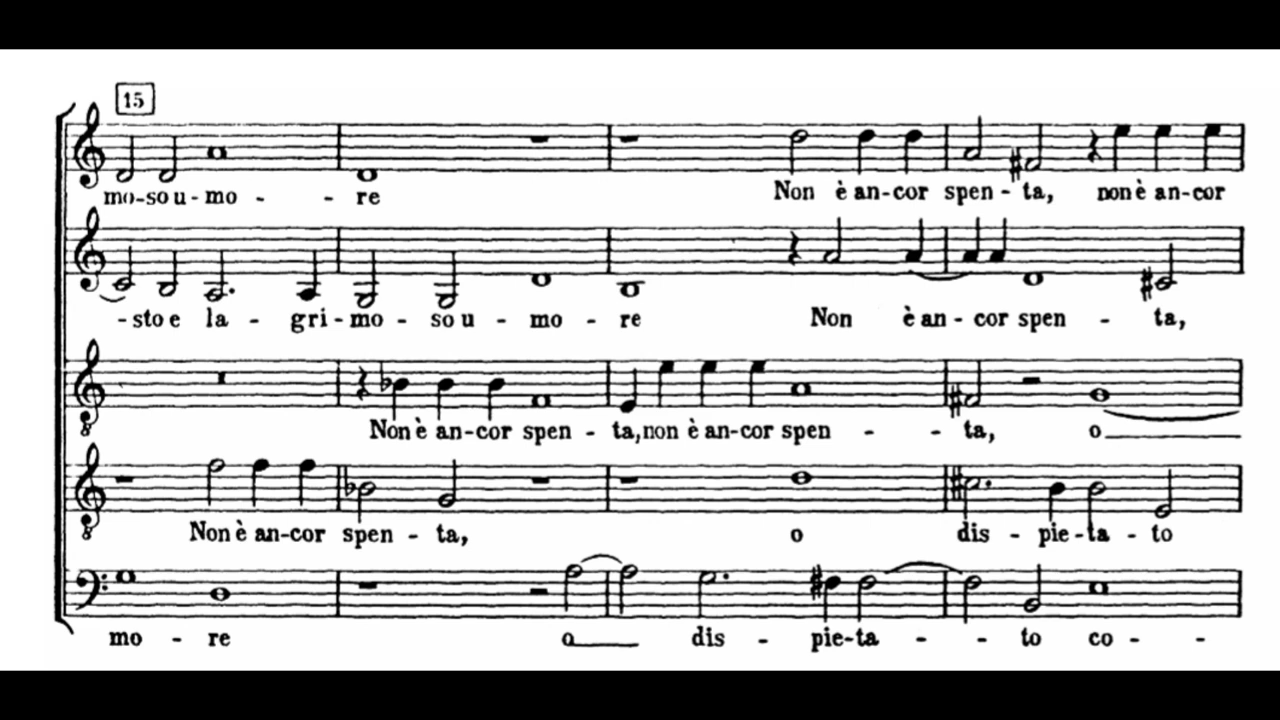 15
mo-so u-mo - - re Non è an-cor spen - ta, non è an-cor
-sto e la - gri-mo - so u - mo - re Non è an - cor spen - ta,
Non è an-cor spen - ta, non è an-cor spen - - ta, o
8
Non è an-cor spen - ta, o dis - pie-ta - to
8
mo - re o dis - pie-ta - - to co - -